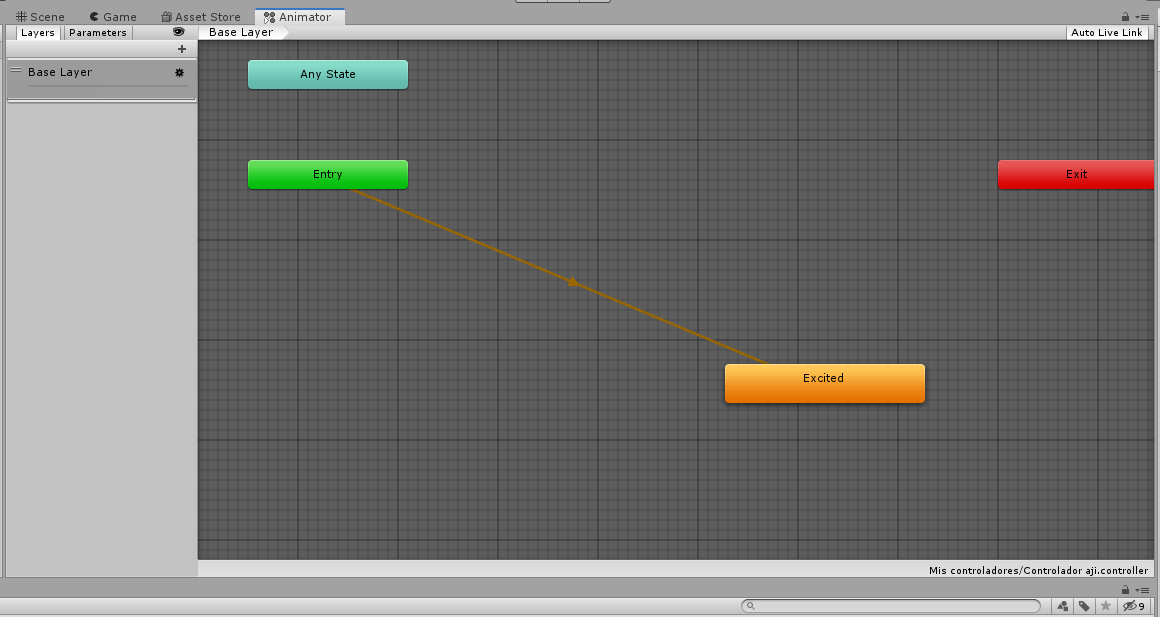 Scene Game Asset Store Animator
Layers Parameters Base Layer Auto Live Link
Base Layer
Any State
Entry
Exit
Excited
Mis controladores/Controlador aji.controller
9